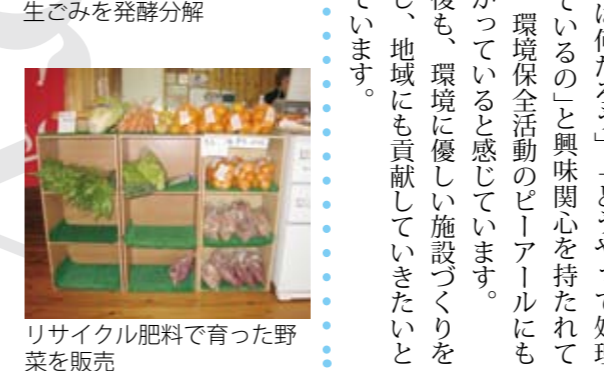 生ごみを発酵分解
ているの」と興味関心を持たれて
環境保全活動のピーアールにも
がっていると感じています。
後も、環境に優しい施設づくりを
し、地域にも貢献していきたいと
ています。
リサイクル肥料で育った野
菜を販売